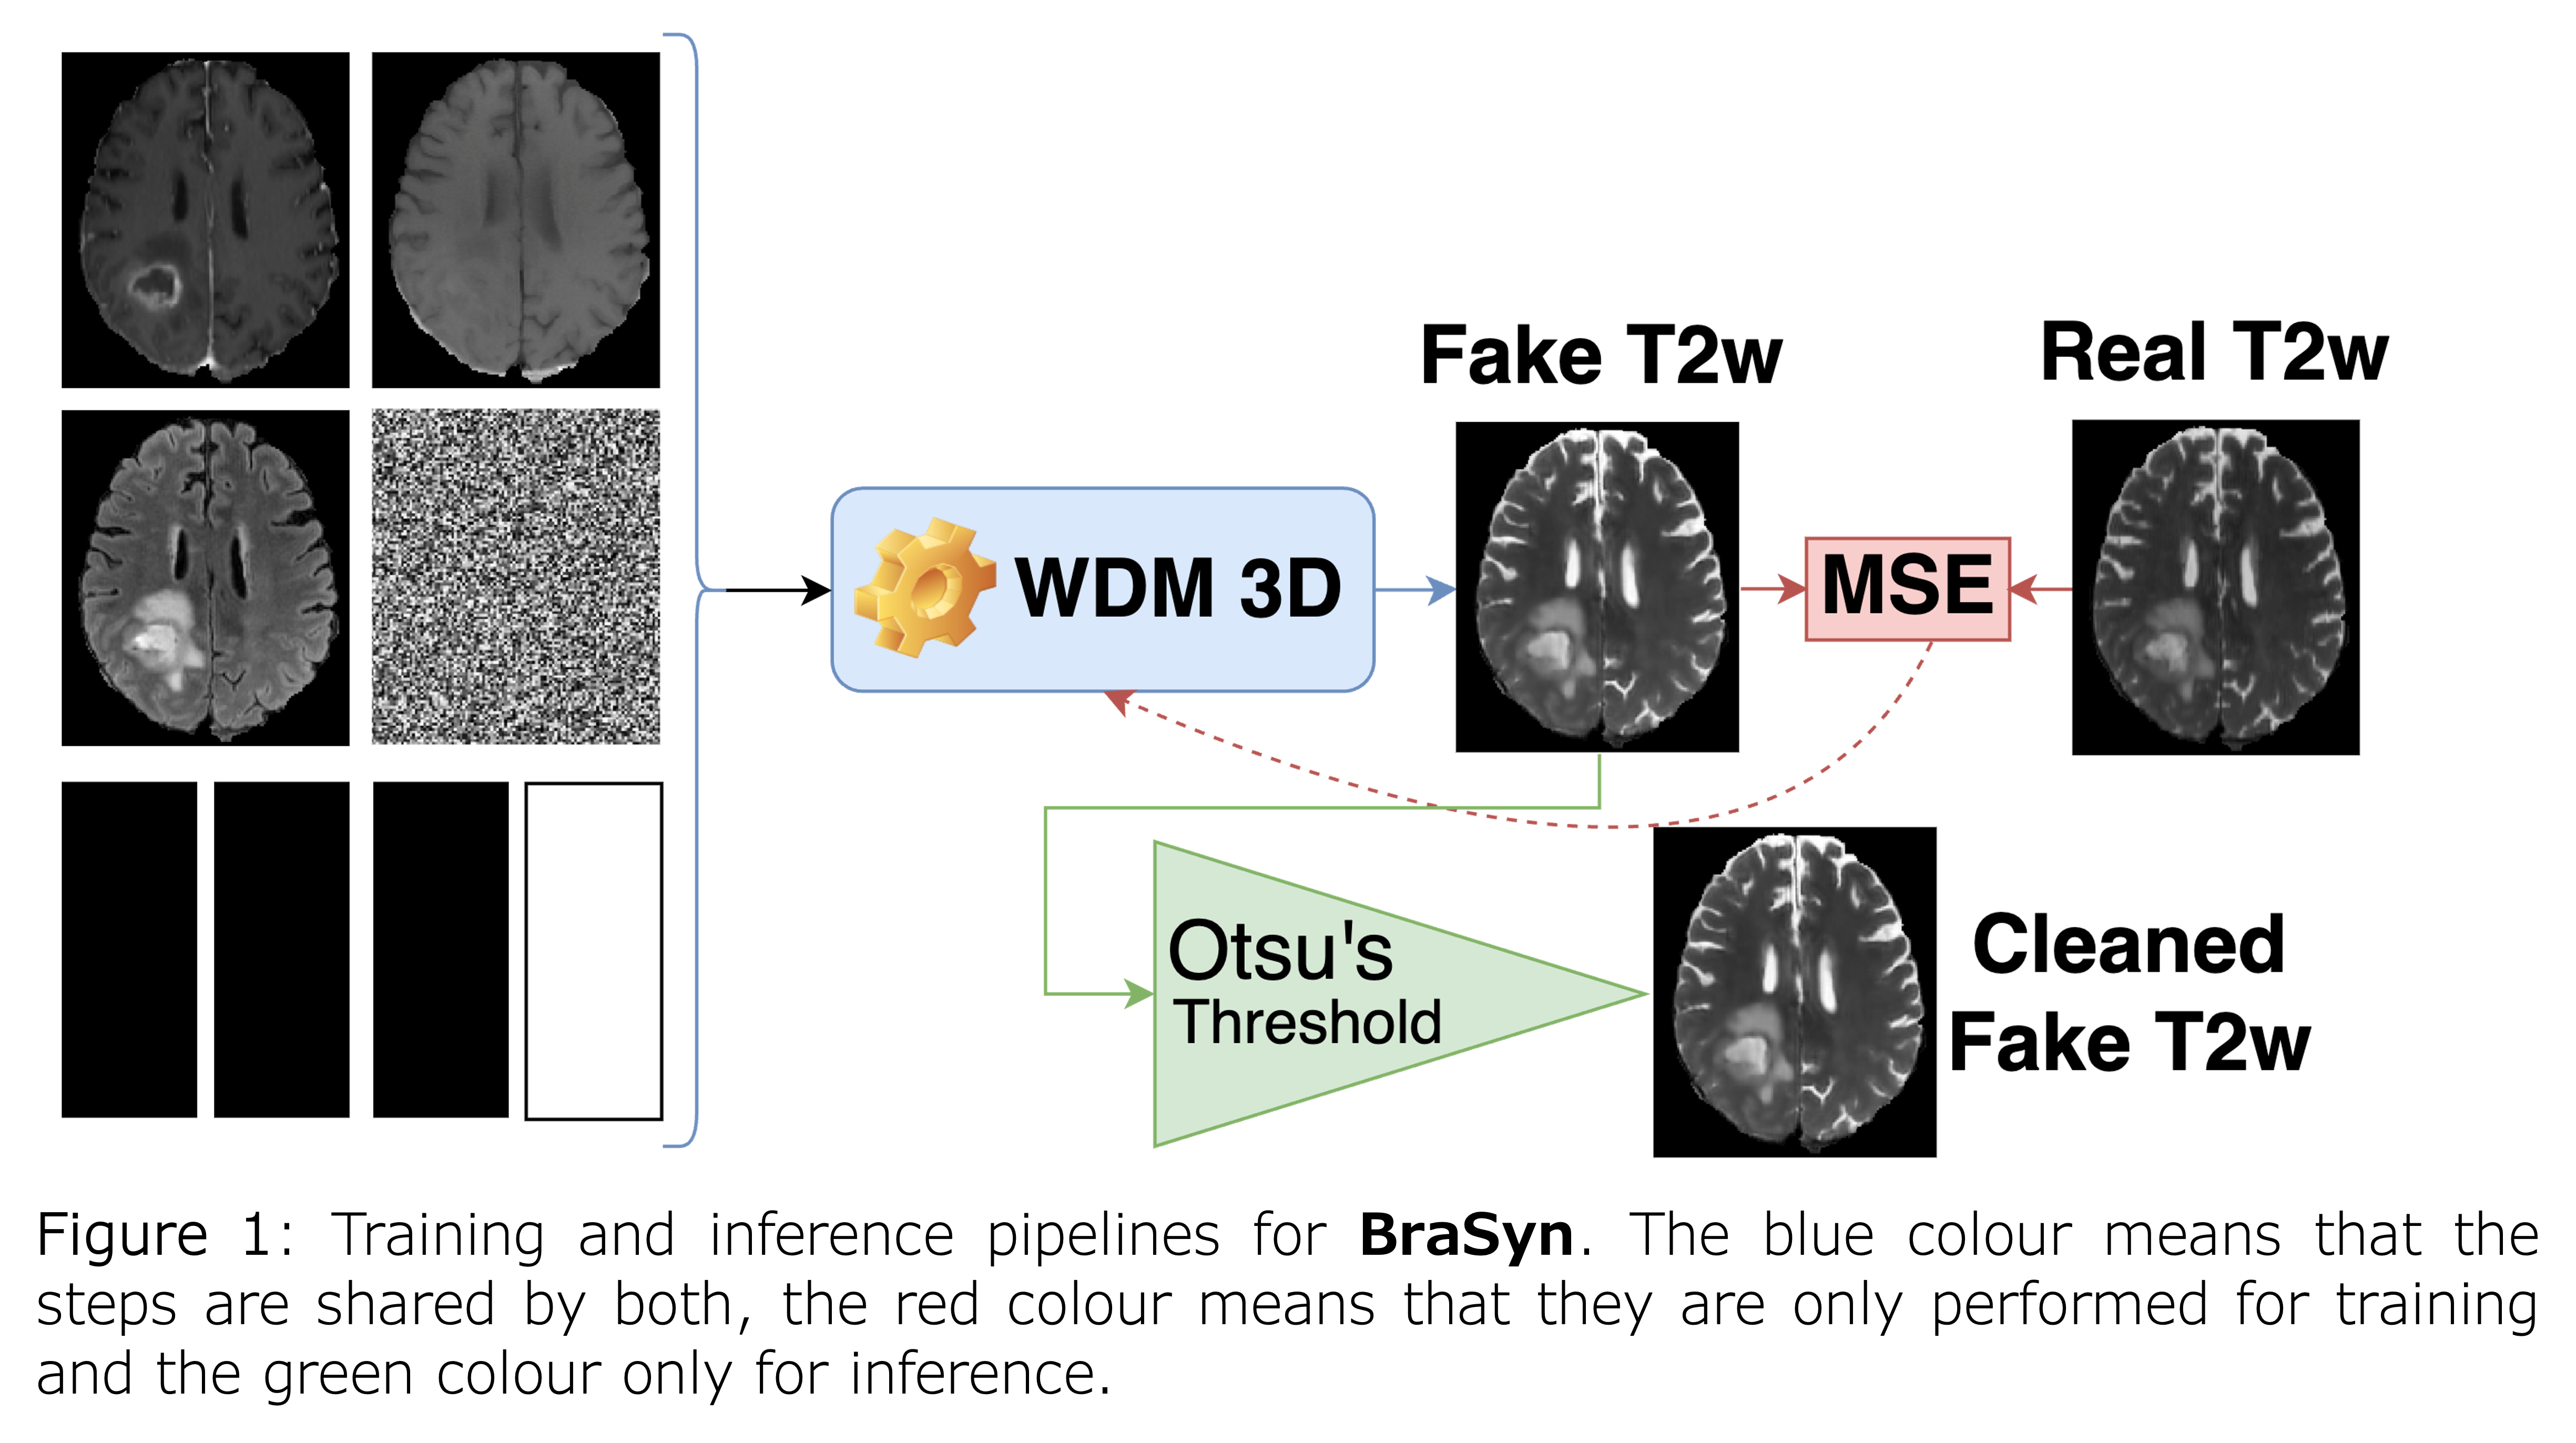 Fake T2w
Real T2w
WDM 3D
MSE
Otsu's
Threshold
Cleaned
Fake T2w
Figure 1: Training and inference pipelines for BraSyn. The blue colour means that the
steps are shared by both, the red colour means that they are only performed for training
and the green colour only for inference.